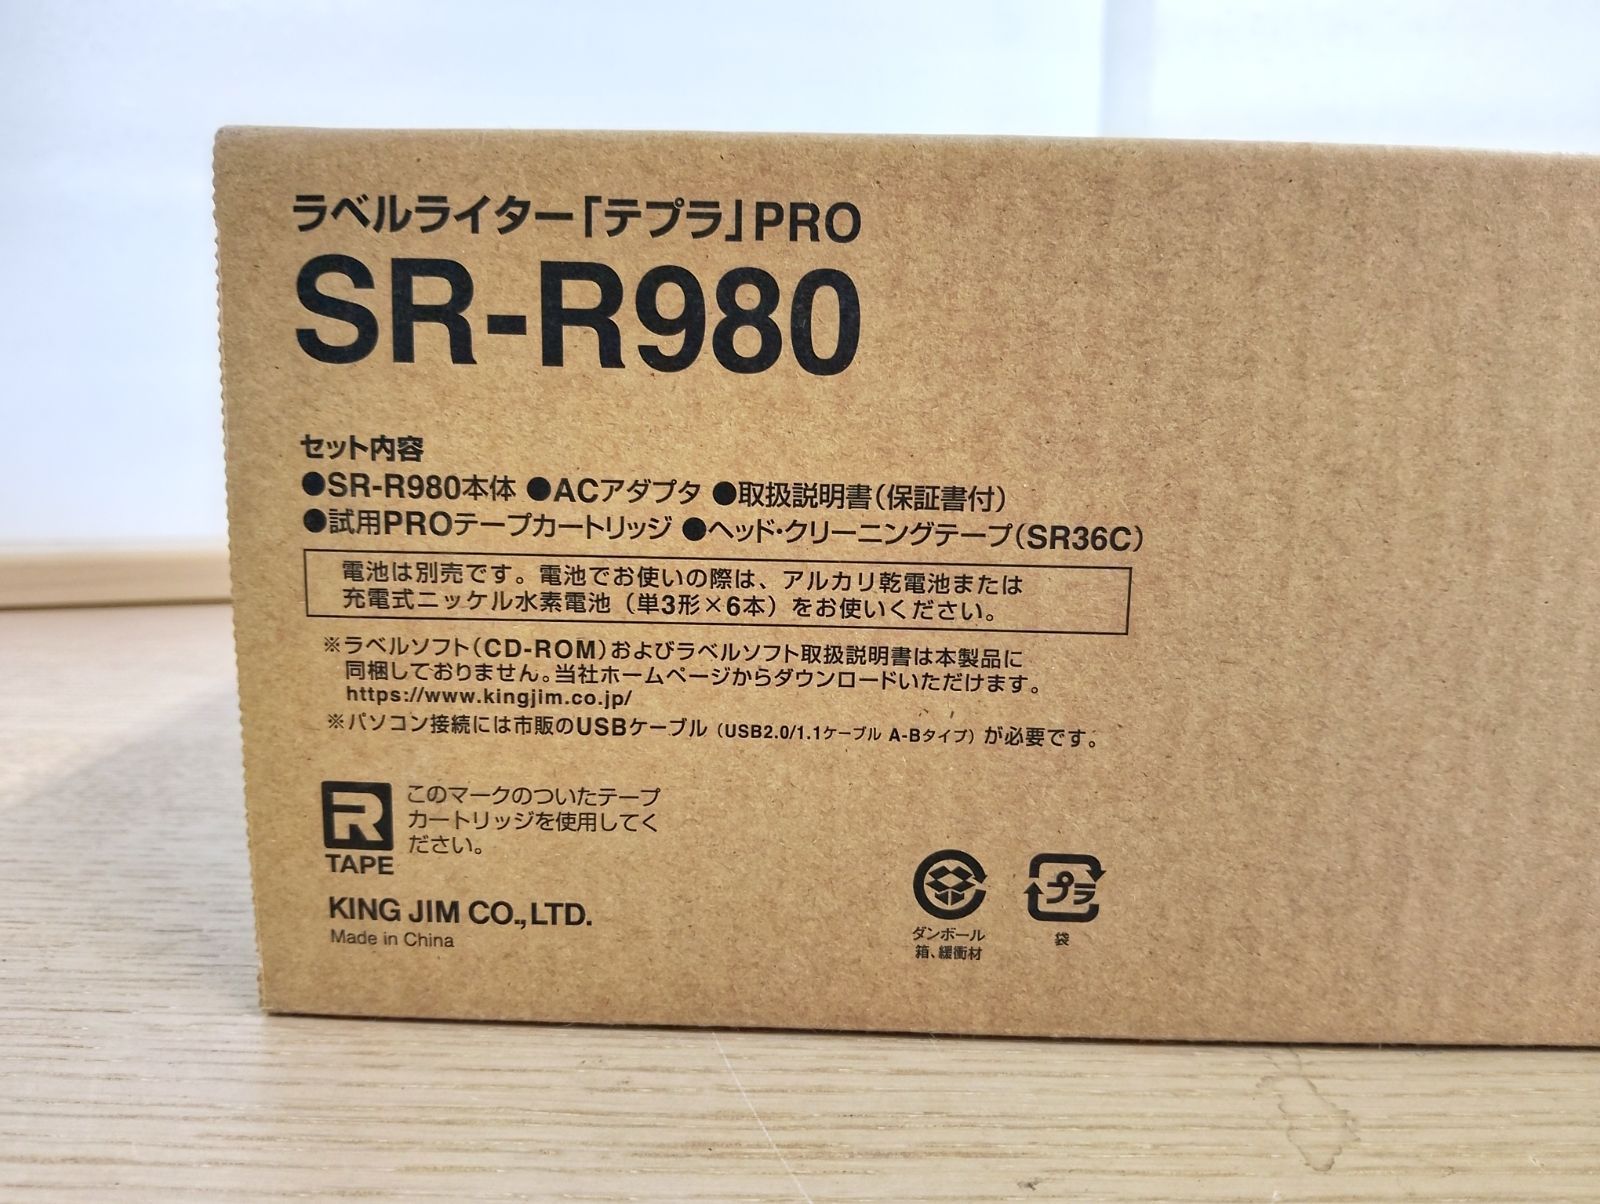 ラベルライター「テプラ」PRO
SR-R980
セット内容
●SR-R980本体 ●ACアダプタ ●取扱説明書(保証書付)
●試用PROテープカートリッジ ●ヘッド・クリーニングテープ(SR36C)
電池は別売です。電池でお使いの際は、アルカリ乾電池または
充電式ニッケル水素電池(単3形×6本)をお使いください。
※ラベルソフト(CD-ROM)およびラベルソフト取扱説明書は本製品に
同梱しておりません。当社ホームページからダウンロードいただけます。
https://www.kingjim.co.jp/
※パソコン接続には市販のUSBケーブル(USB2.0/1.1ケーブル A-Bタイプ)が必要です。
R
TAPE
このマークのついたテープ
カートリッジを使用してく
ださい。
KING JIM CO.,LTD.
Made in China
ダンボール
箱、緩衝材
プラ
袋